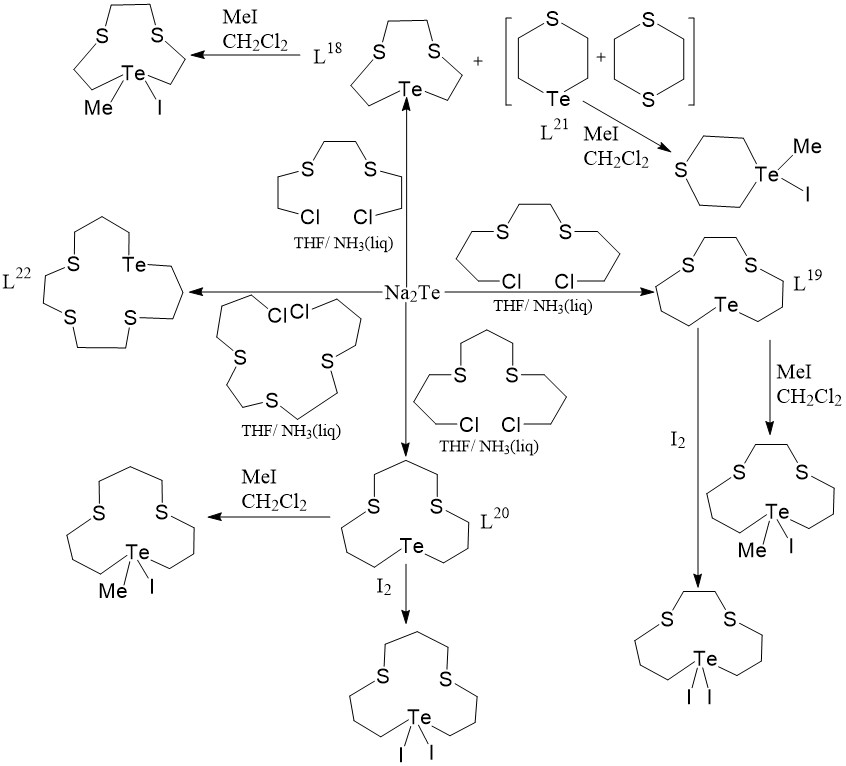 MeI
CH2Cl2
S S
Te
Me I
L18
S S
Te
+
S
Te
+
S
S
L21
MeI
CH2Cl2
S
Te
Me
I
S S
Cl Cl
THF/ NH3(liq)
L22
S
Te
S S
Na2Te
S S
Cl Cl
THF/ NH3(liq)
S S
Te
L19
Cl Cl
S S
S
THF/ NH3(liq)
S S
Cl Cl
THF/ NH3(liq)
MeI
CH2Cl2
I2
S S
Te
Me I
MeI
CH2Cl2
S S
Te
L20
I2
S S
Te
Me I
S S
Te
I I
S S
Te
I I